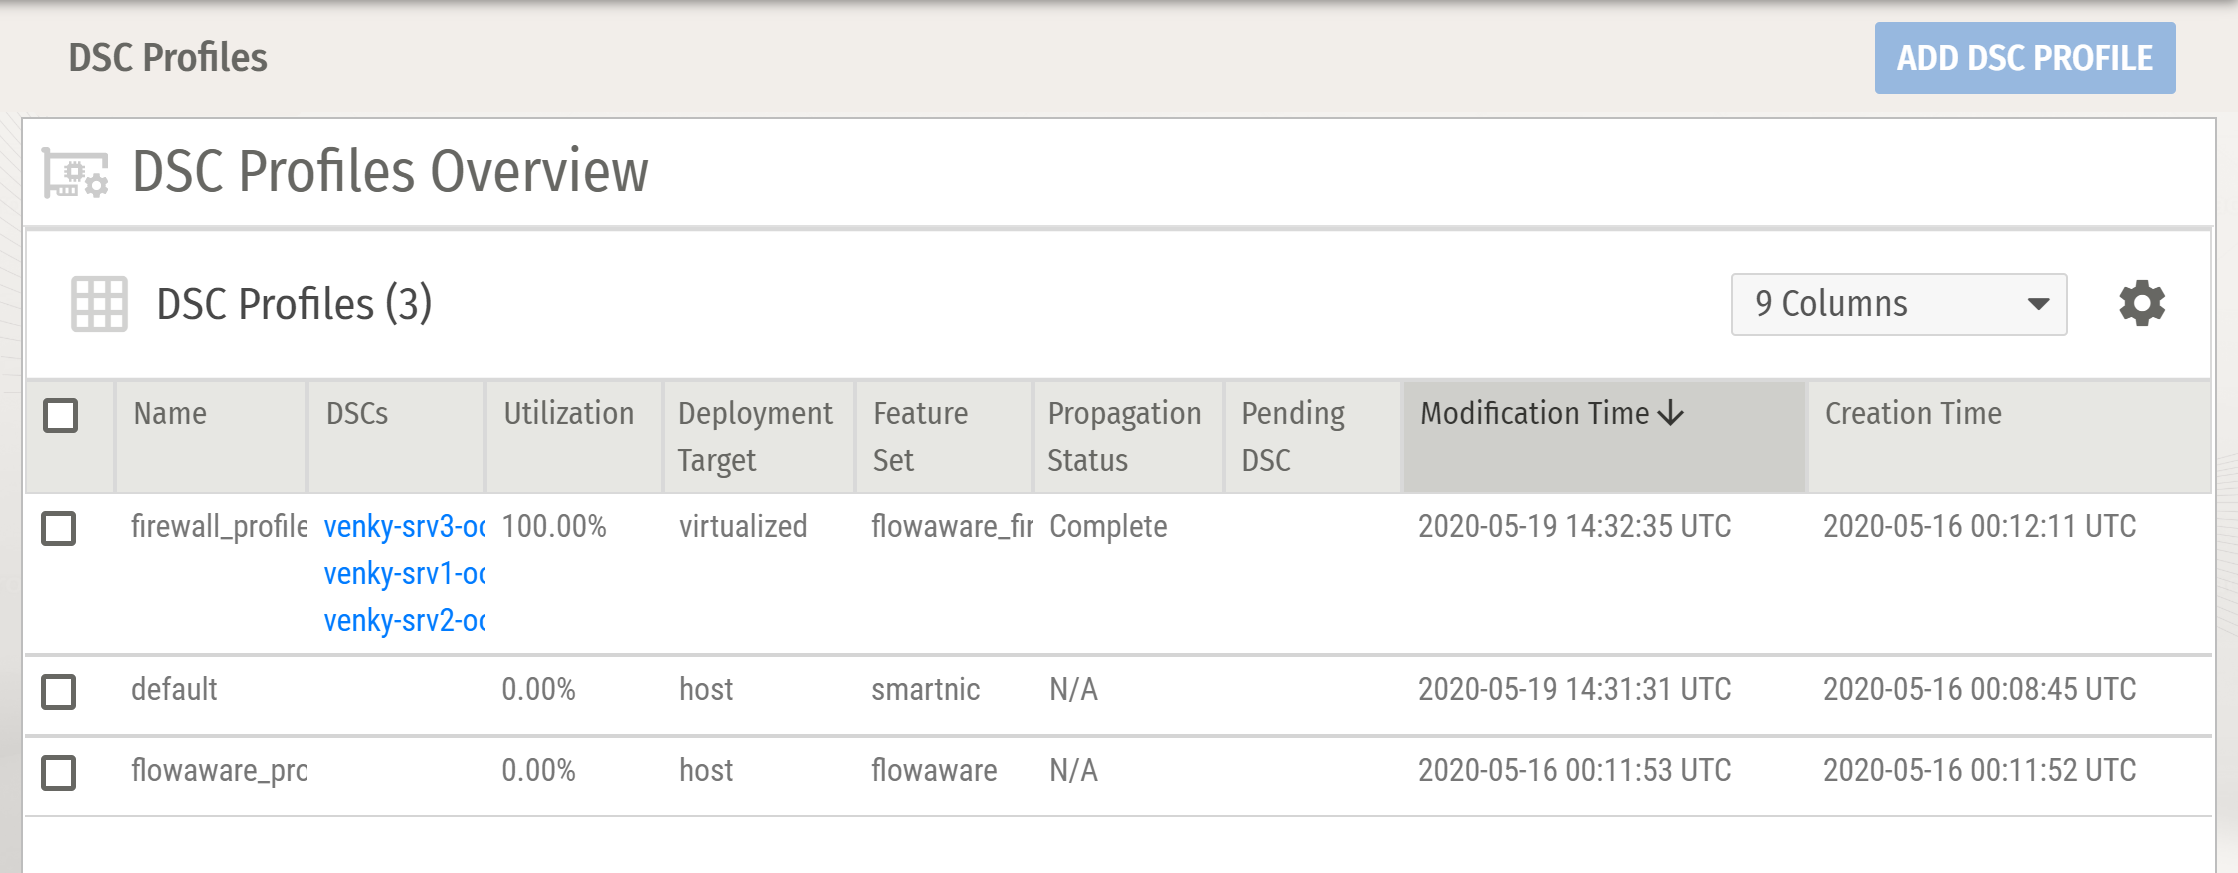 DSC Profiles
ADD DSC PROFILE
DSC Profiles Overview
DSC Profiles (3)
9 Columns
Name DSCs Utilization Deployment Target Feature Set Propagation Status Pending DSC Modification Time Creation Time
firewall_profile venky-srv3-oc 100.00% virtualized flowaware_fir Complete 2020-05-19 14:32:35 UTC 2020-05-16 00:12:11 UTC
venky-srv1-oc
venky-srv2-oc
default 0.00% host smartnic N/A 2020-05-19 14:31:31 UTC 2020-05-16 00:08:45 UTC
flowaware_pro 0.00% host flowaware N/A 2020-05-16 00:11:53 UTC 2020-05-16 00:11:52 UTC